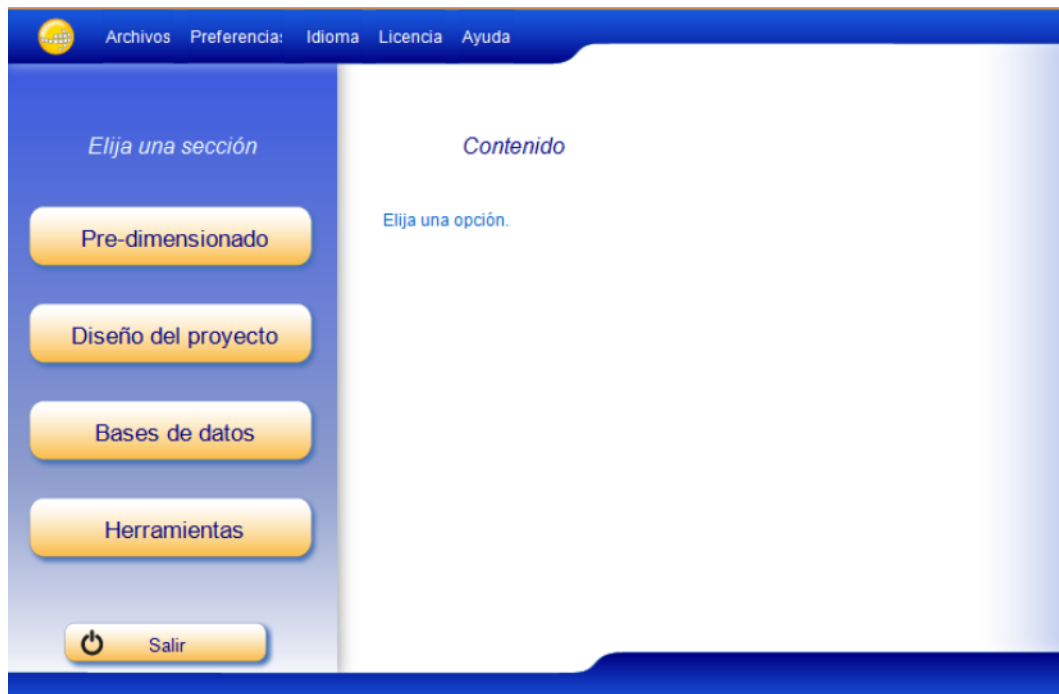 Archivos Preferencias Idioma Licencia Ayuda
Elija una sección
Contenido
Elija una opción.
Pre-dimensionado
Diseño del proyecto
Bases de datos
Herramientas
Salir